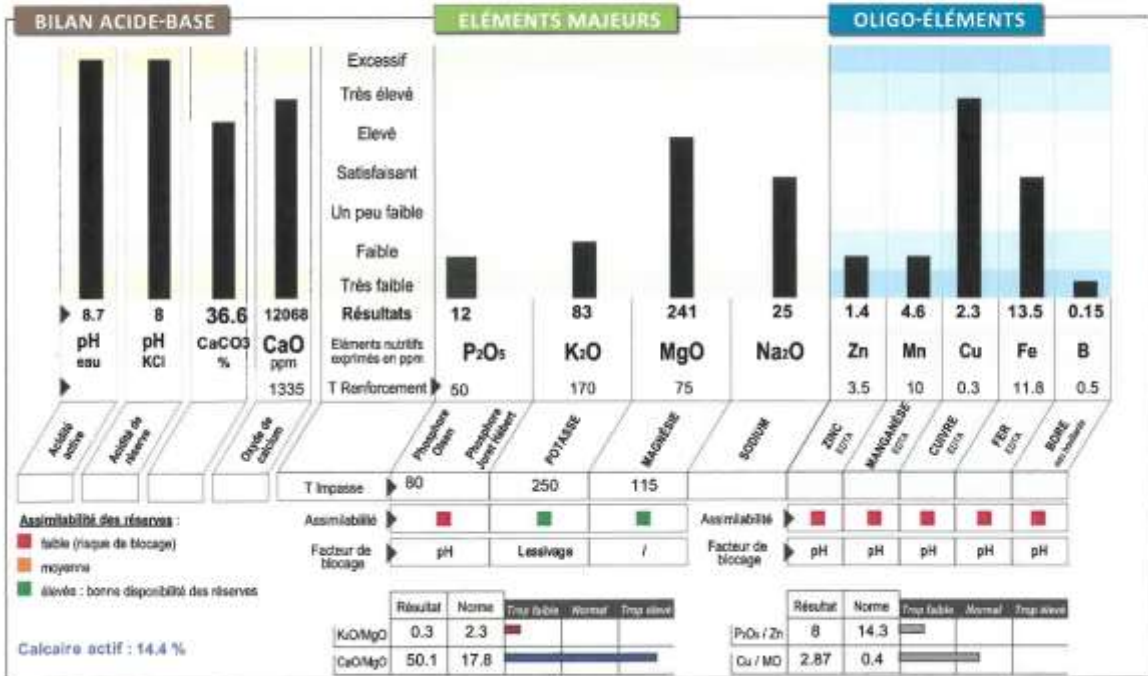 BILAN ACIDE-BASE
ELÉMENTS MAJEURS
OLIGO-ÉLÉMENTS
Excessif
Très élevé
Elevé
Satisfaisant
Un peu faible
Faible
Très faible
8.7 8 36.6 12068 Résultats 12 83 241 25 1.4 4.6 2.3 13.5 0.15
pH eau
pH KCl
CaCO3 %
CaO ppm
Eléments nutritifs exprimés en ppm
P2O5 K2O MgO Na2O Zn Mn Cu Fe B
1335 T Renforcement 50 170 75 3.5 10 0.3 11.8 0.5
Acidité active
Acidité de réserve
Oxyde de calcium
Phosphore Olsen
Phosphore Joret Hébert
POTASSE
MAGNÉSE
SODIUM
ZINC EDTA
MANGANÈSE EDTA
CUIVRE EDTA
FER EDTA
BORE eau bouillante
T Impasse 80 250 115
Assimilabilité des réserves :
faible (risque de blocage)
moyenne
élevés : bonne disponibilité des réserves
Assimilabilité
Facteur de blocage pH Lessivage /
Assimilabilité
Facteur de blocage pH pH pH pH pH
Calcaire actif : 14.4 %
Résultat Norme Trop faible Normal Trop élevé
K2O/MgO 0.3 2.3
CaO/MgO 50.1 17.8
Résultat Norme Trop faible Normal Trop élevé
P2O5 / Zn 8 14.3
Cu / MO 2.87 0.4